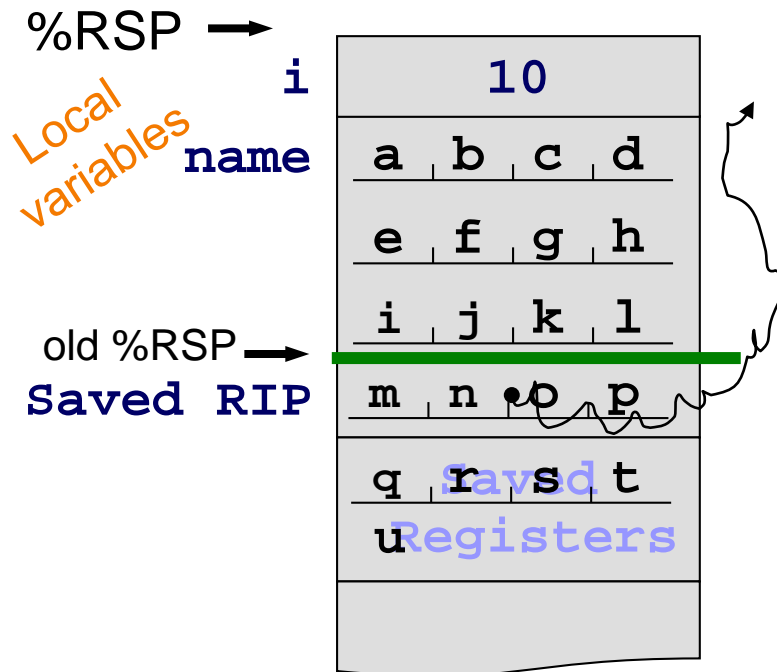 %RSP
i 10
Local
variables
name a b c d
e f g h
i j k l
old %RSP
Saved RIP m n o p
q r s t
Saved
u
Registers